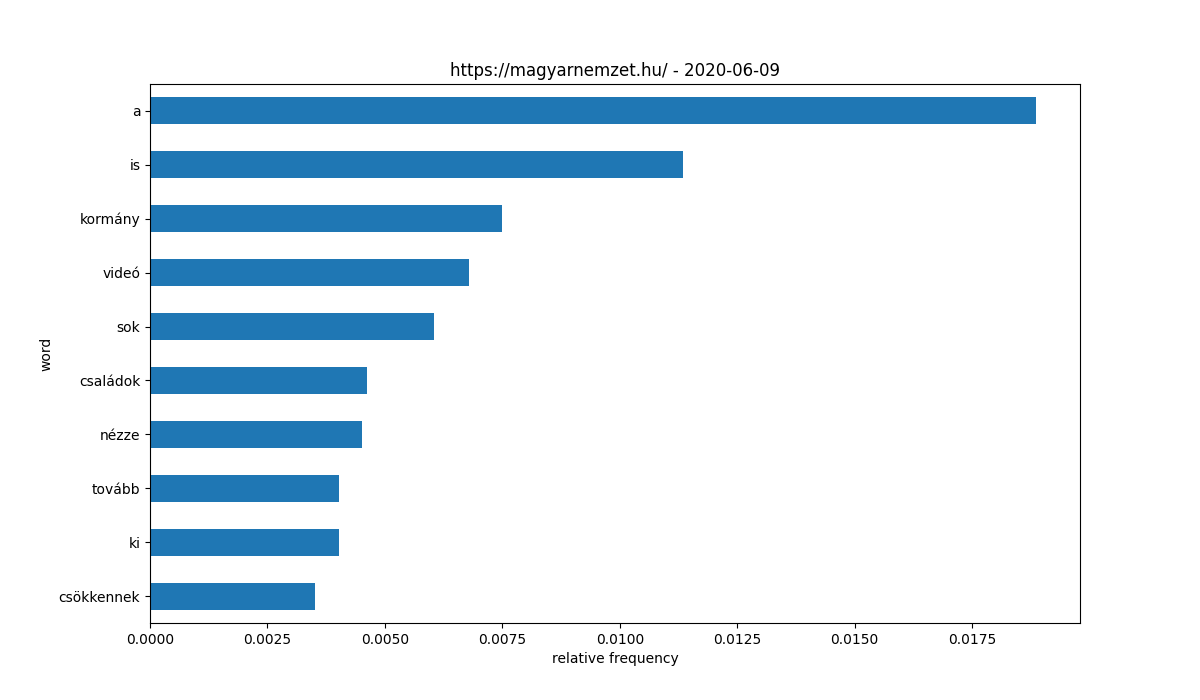 https://magyarnemzet.hu/ - 2020-06-09
a
is
kormány
videó
sok
családok
nézze
tovább
ki
csökkennek
word
0.0000 0.0025 0.0050 0.0075 0.0100 0.0125 0.0150 0.0175
relative frequency